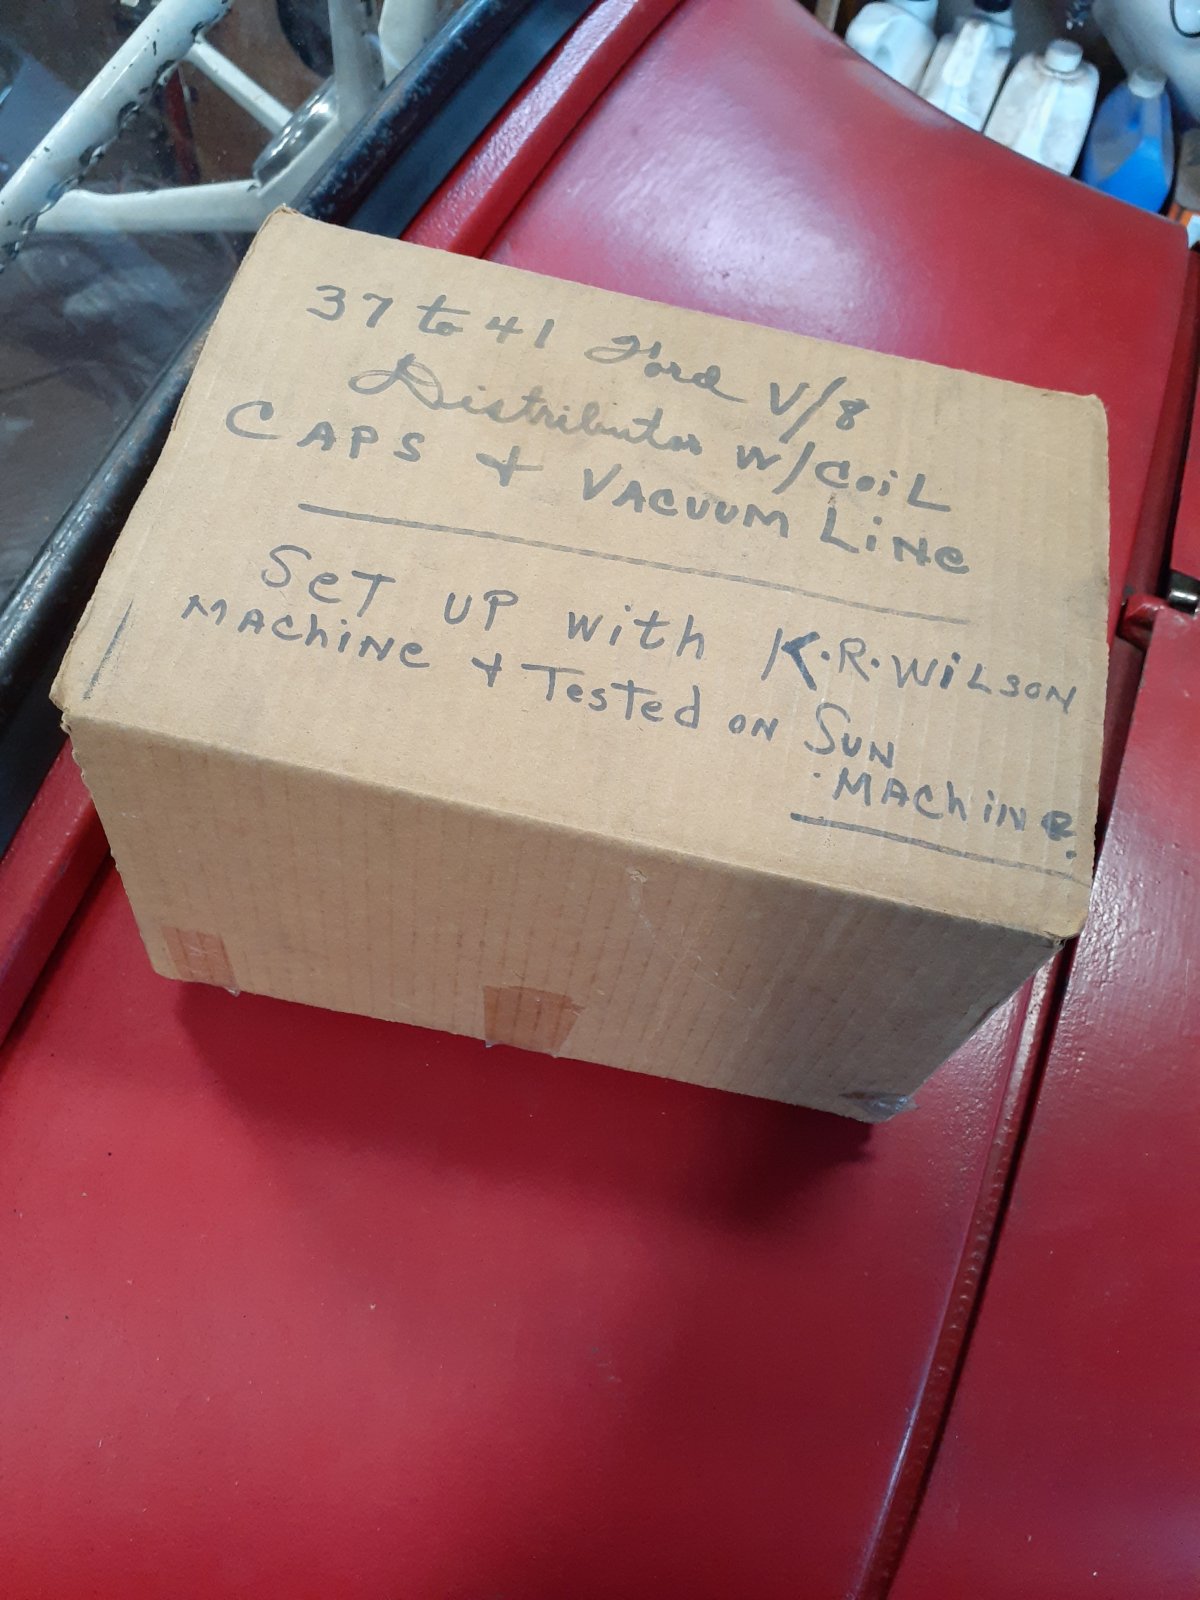 37 to 41 Ford V/8
Distributor w/Coil
CAPS + VACUUM LiNe
SeT UP with K.R.WiLSON
MAChiNe + Tested ON SUN
MAChiNe.